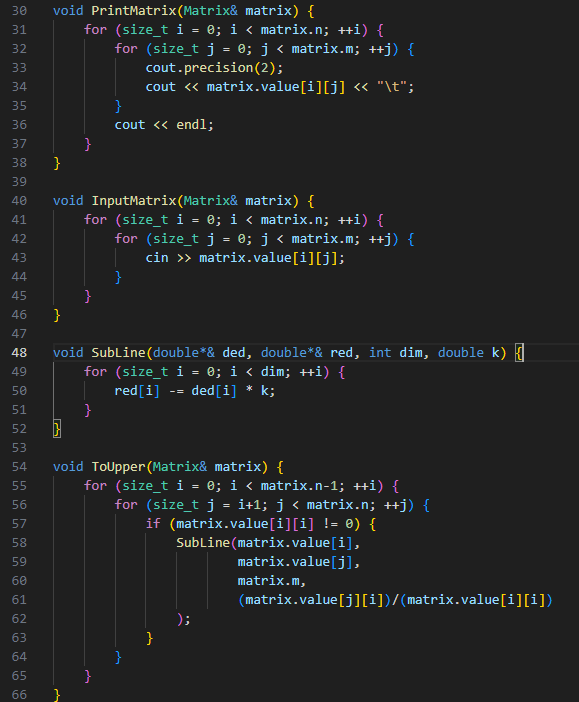 30 void PrintMatrix(Matrix& matrix) {
31     for (size_t i = 0; i < matrix.n; ++i) {
32         for (size_t j = 0; j < matrix.m; ++j) {
33             cout.precision(2);
34             cout << matrix.value[i][j] << "\t";
35         }
36         cout << endl;
37     }
38 }
39
40 void InputMatrix(Matrix& matrix) {
41     for (size_t i = 0; i < matrix.n; ++i) {
42         for (size_t j = 0; j < matrix.m; ++j) {
43             cin >> matrix.value[i][j];
44         }
45     }
46 }
47
48 void SubLine(double*& ded, double*& red, int dim, double k) {
49     for (size_t i = 0; i < dim; ++i) {
50         red[i] -= ded[i] * k;
51     }
52 }
53
54 void ToUpper(Matrix& matrix) {
55     for (size_t i = 0; i < matrix.n-1; ++i) {
56         for (size_t j = i+1; j < matrix.n; ++j) {
57             if (matrix.value[i][i] != 0) {
58                 SubLine(matrix.value[i],
59                         matrix.value[j],
60                         matrix.m,
61                         (matrix.value[j][i])/(matrix.value[i][i])
62                 );
63             }
64         }
65     }
66 }